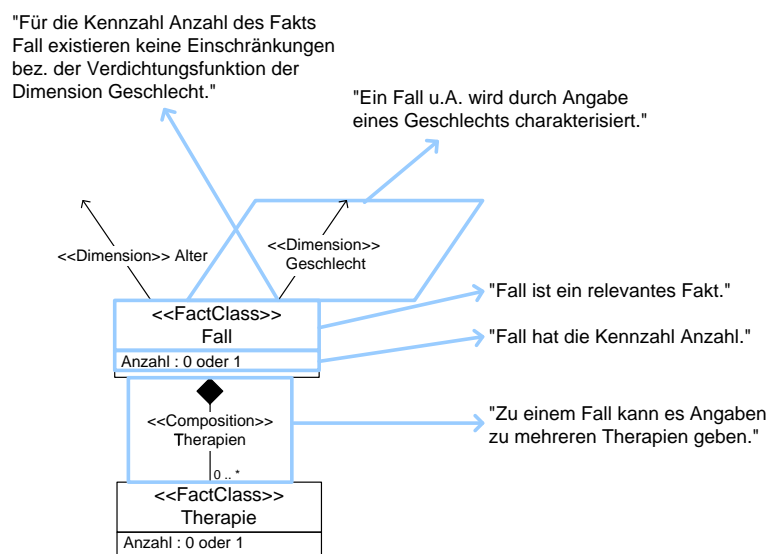 "Für die Kennzahl Anzahl des Fakts
Fall existieren keine Einschränkungen
bez. der Verdichtungsfunktion der
Dimension Geschlecht."
"Ein Fall u.A. wird durch Angabe
eines Geschlechts charakterisiert."
<<Dimension>> Alter
<<Dimension>>
Geschlecht
<<FactClass>>
Fall
Anzahl : 0 oder 1
"Fall ist ein relevantes Fakt."
"Fall hat die Kennzahl Anzahl."
<<Composition>>
Therapien
0 .. *
"Zu einem Fall kann es Angaben
zu mehreren Therapien geben."
<<FactClass>>
Therapie
Anzahl : 0 oder 1